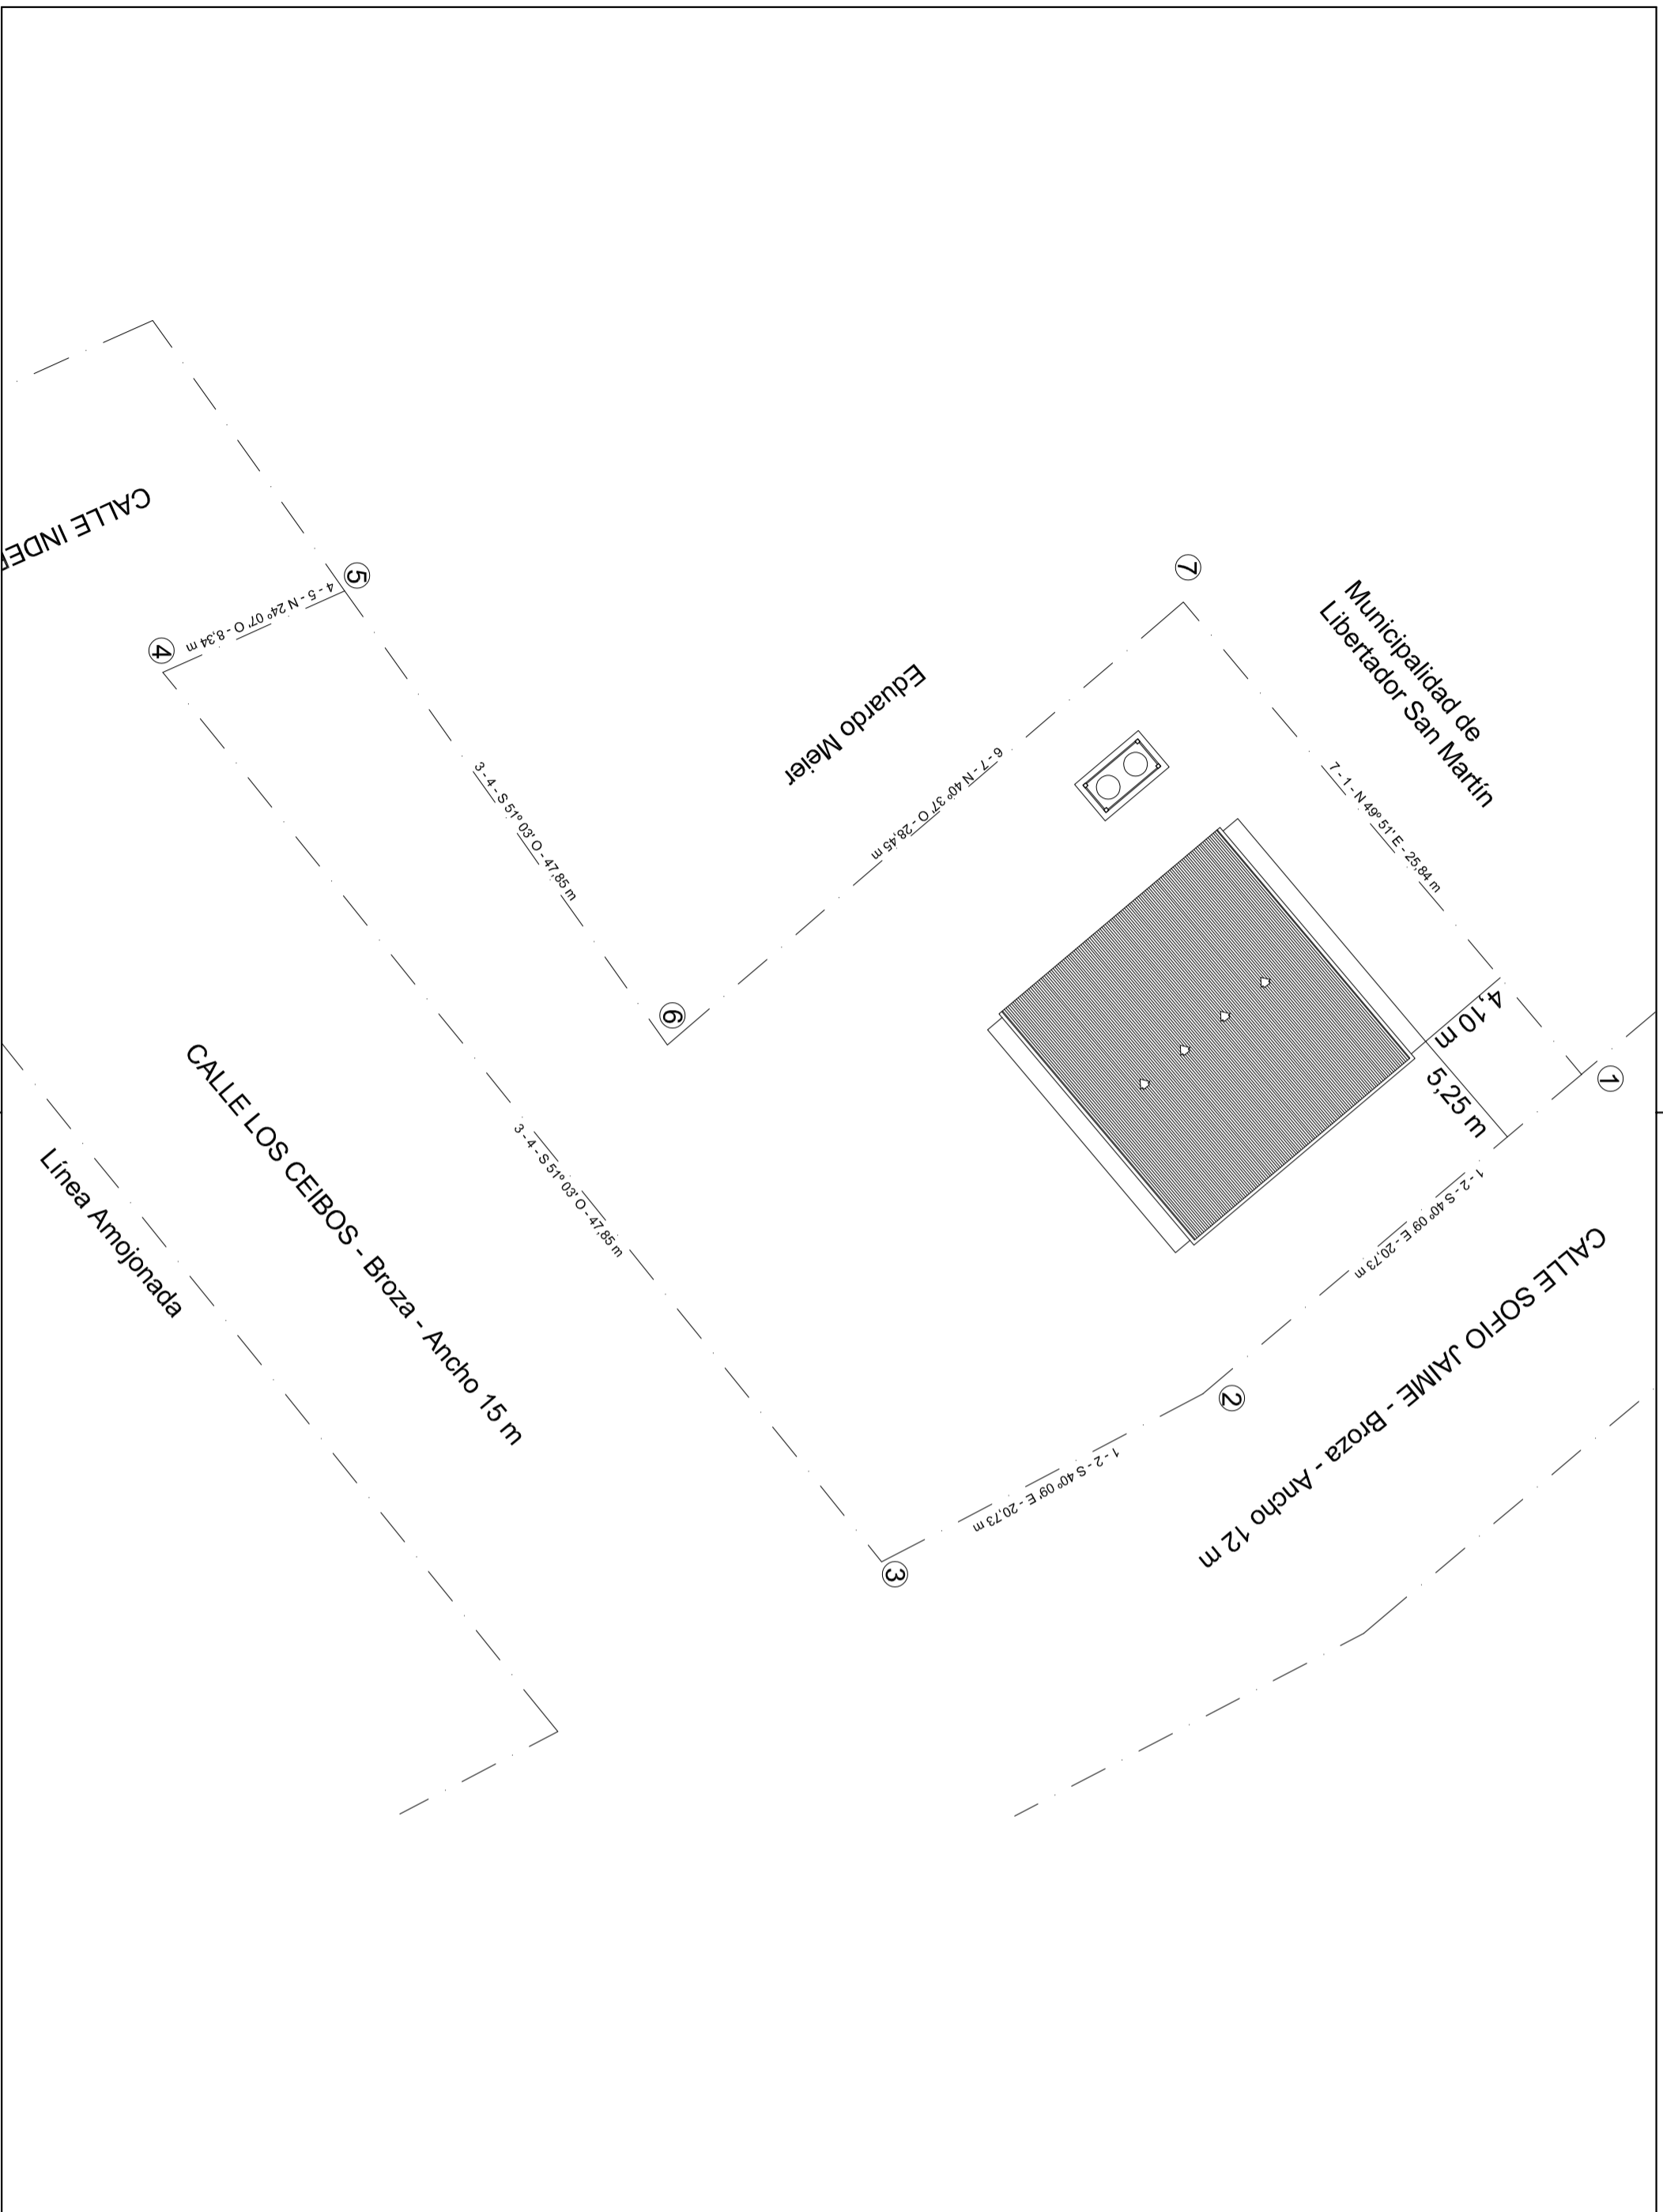 Municipalidad de
Libertador San Martín
7 - 1 - N 49º 51' E - 25,84 m
7
1
4,10 m
5,25 m
1 - 2 - S 40º 09' E - 20,73 m
CALLE SOFIO JAIME - Broza - Ancho 12 m
2
1 - 2 - S 40º 09' E - 20,73 m
3
Eduardo Meier
6 - 7 - N 40º 37' O - 28,45 m
6
3 - 4 - S 51º 03' O - 47,85 m
5
4 - 5 - N 24º 07' O - 8,34 m
4
3 - 4 - S 51º 03' O - 47,85 m
CALLE INDE
CALLE LOS CEIBOS - Broza - Ancho 15 m
Línea Amojonada